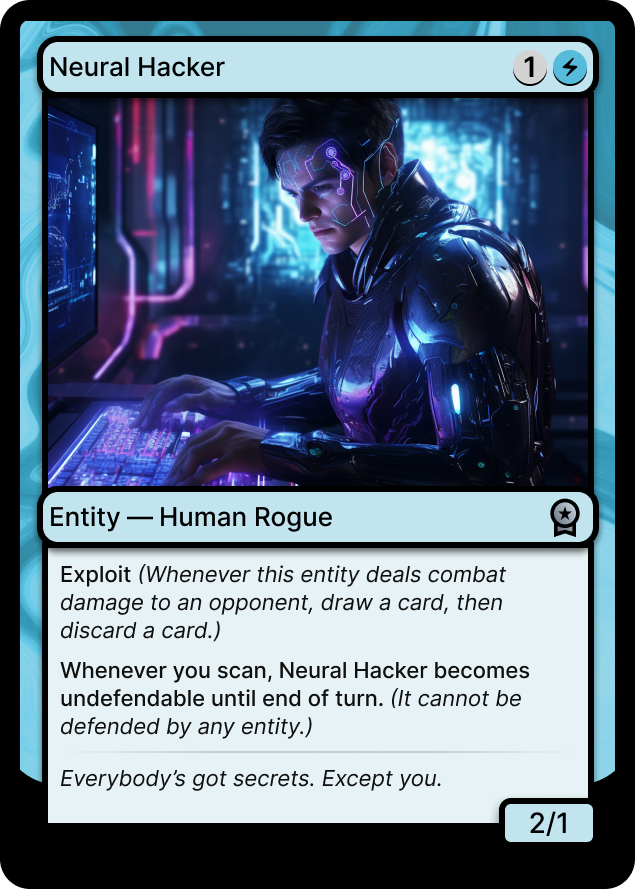 Neural Hacker 1
Entity — Human Rogue
Exploit (Whenever this entity deals combat
damage to an opponent, draw a card, then
discard a card.)
Whenever you scan, Neural Hacker becomes
undefendable until end of turn. (It cannot be
defended by any entity.)
Everybody’s got secrets. Except you.
2/1